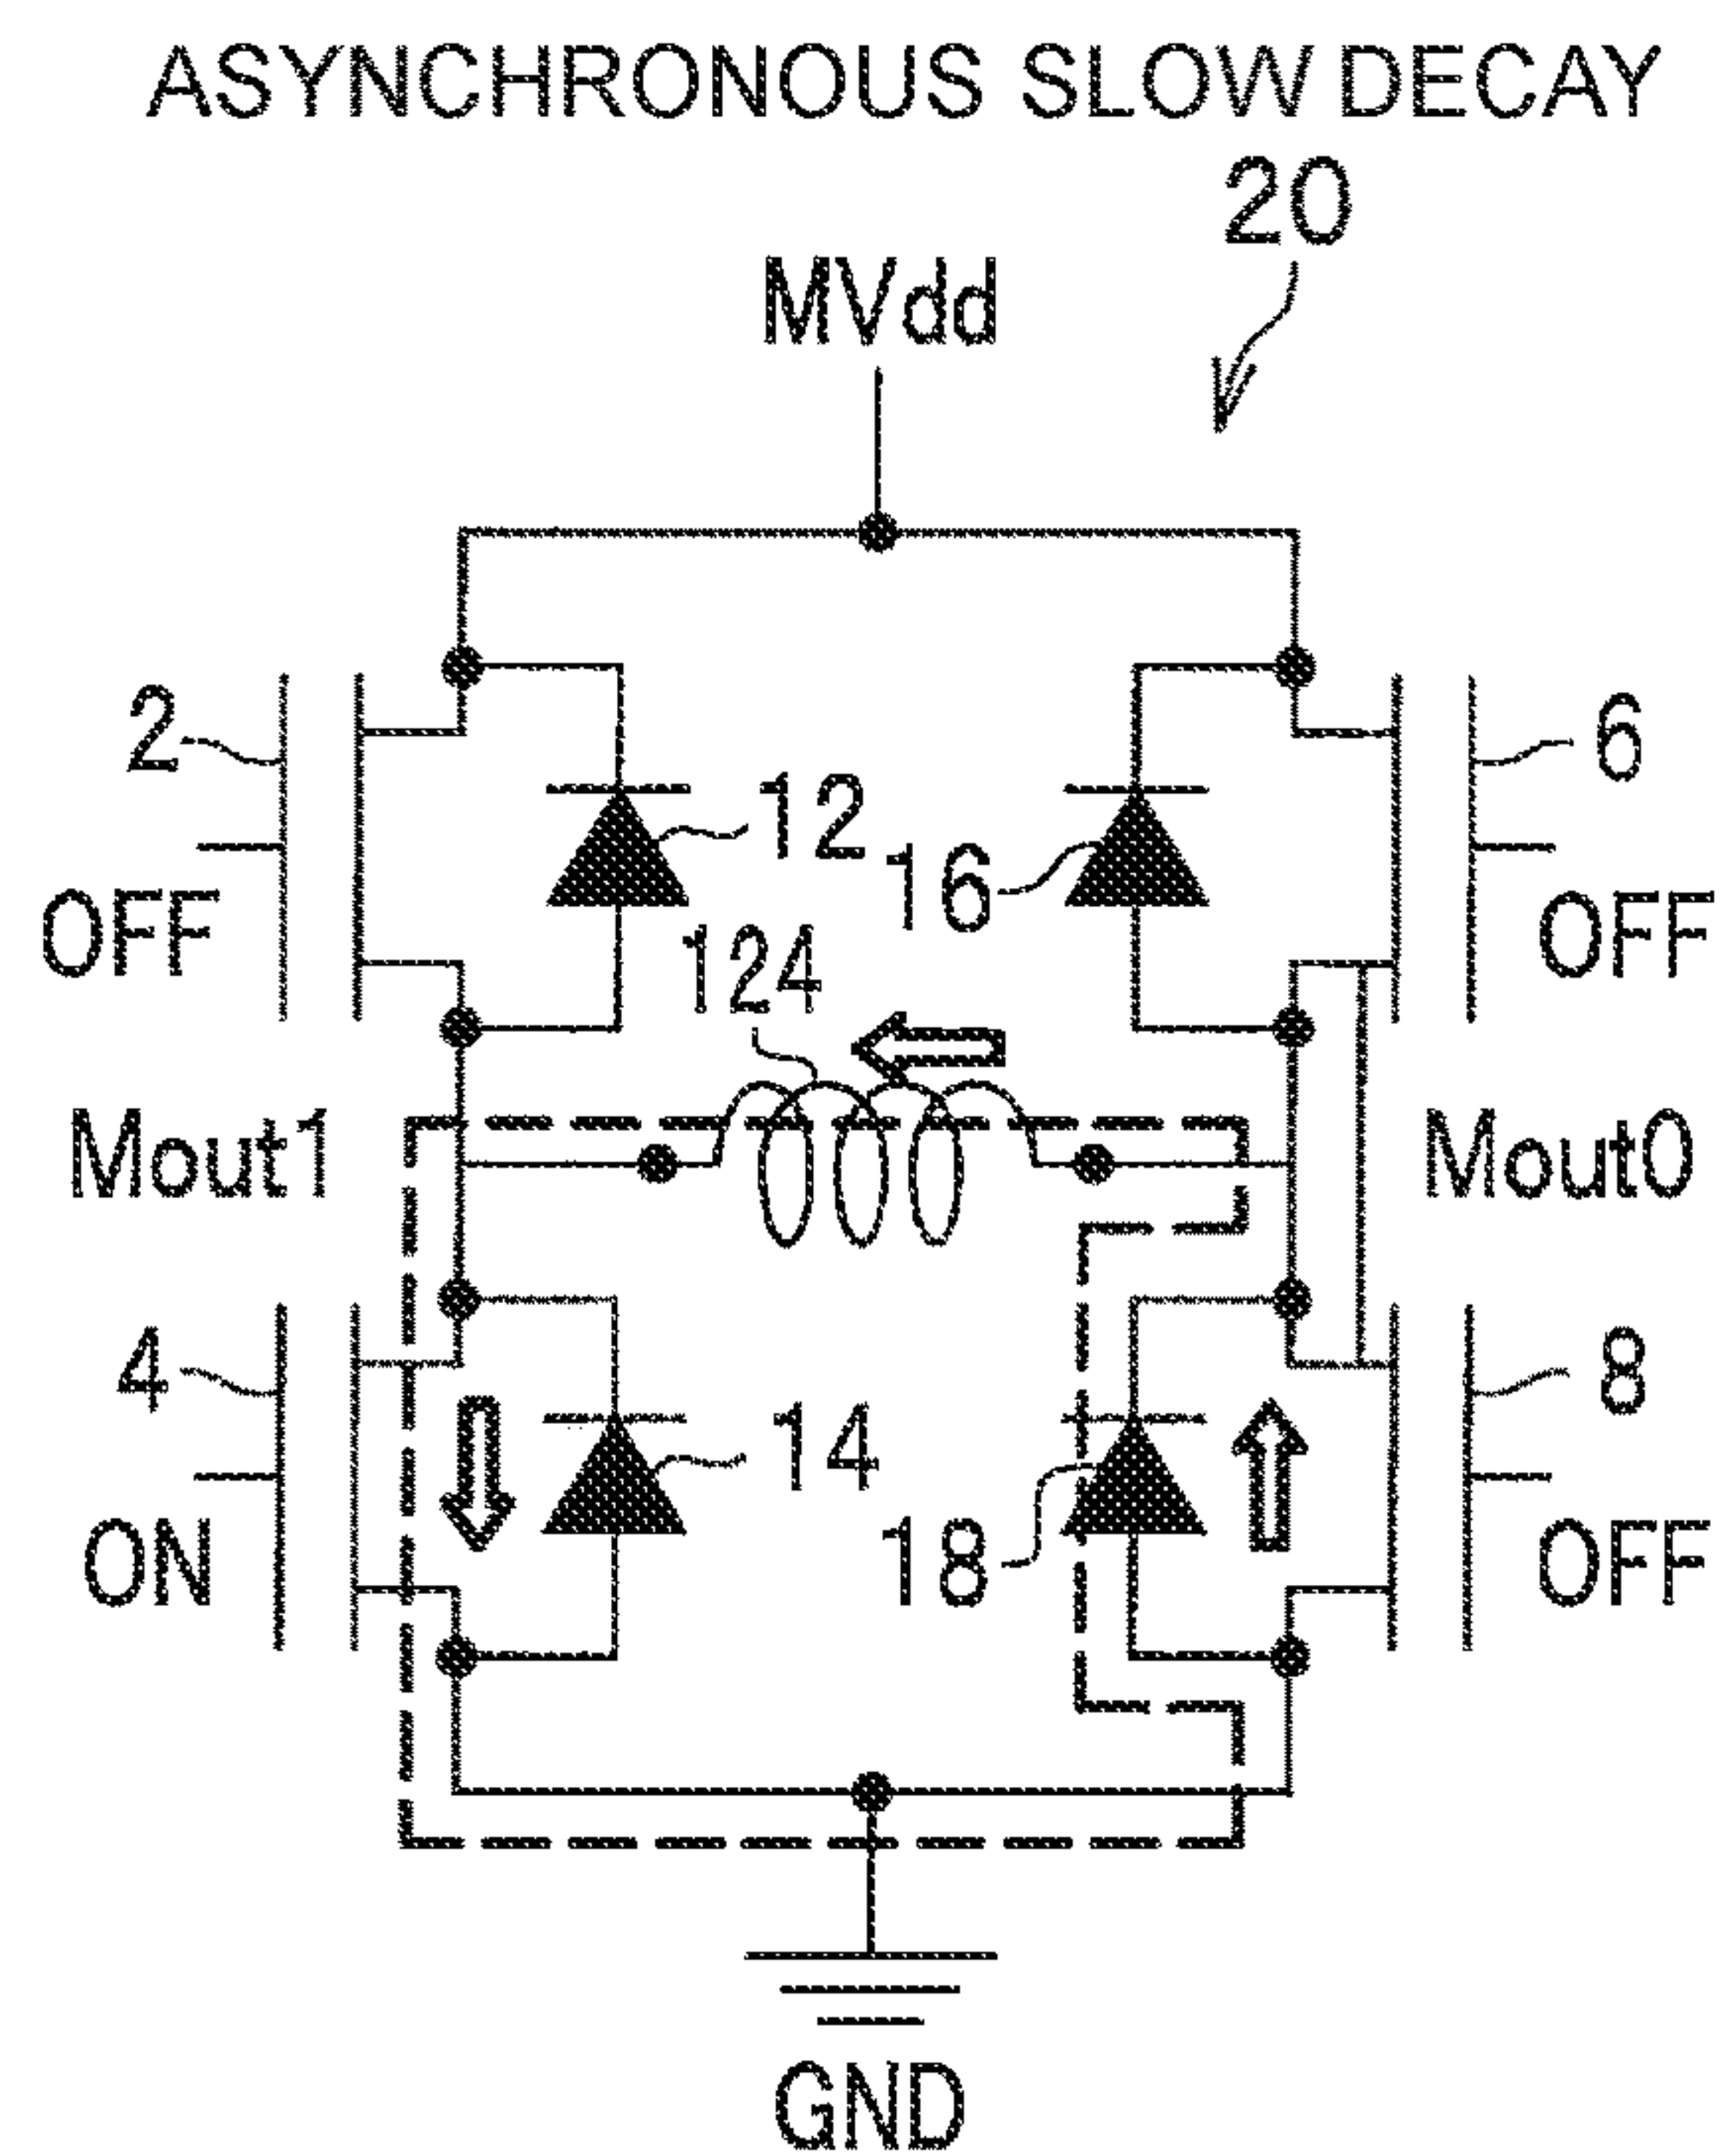 ASYNCHRONOUS SLOW DECAY
20
MVdd
2
12
16
6
OFF
124
OFF
Mout1
Mout0
4
14
18
8
ON
OFF
GND